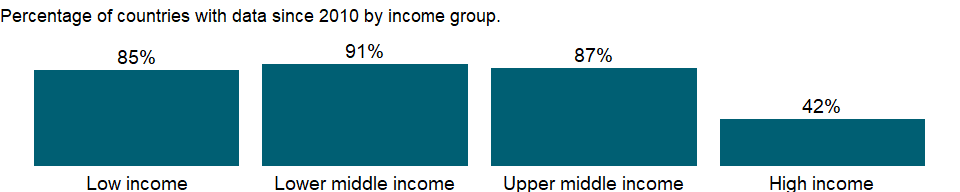 Percentage of countries with data since 2010 by income group.
85% 91% 87% 42%
Low income Lower middle income Upper middle income High income